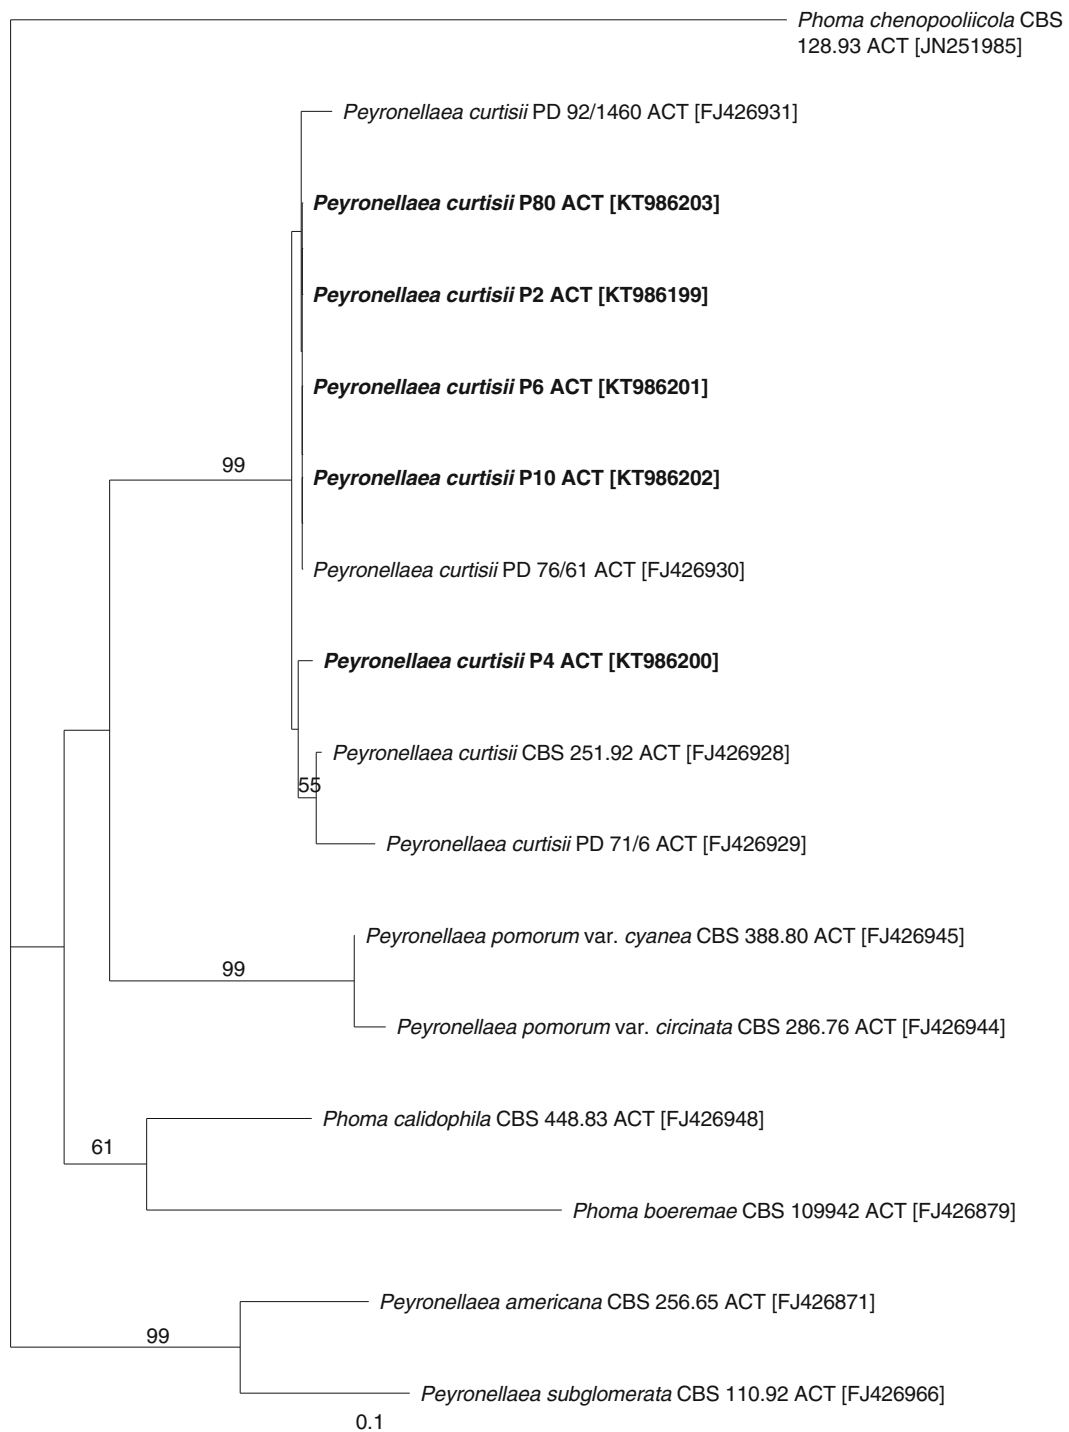 Phoma chenopooliicola CBS
128.93 ACT [JN251985]
Peyronellaea curtisii PD 92/1460 ACT [FJ426931]
Peyronellaea curtisii P80 ACT [KT986203]
Peyronellaea curtisii P2 ACT [KT986199]
Peyronellaea curtisii P6 ACT [KT986201]
99
Peyronellaea curtisii P10 ACT [KT986202]
Peyronellaea curtisii PD 76/61 ACT [FJ426930]
Peyronellaea curtisii P4 ACT [KT986200]
Peyronellaea curtisii CBS 251.92 ACT [FJ426928]
55
Peyronellaea curtisii PD 71/6 ACT [FJ426929]
Peyronellaea pomorum var. cyanea CBS 388.80 ACT [FJ426945]
99
Peyronellaea pomorum var. circinata CBS 286.76 ACT [FJ426944]
Phoma calidophila CBS 448.83 ACT [FJ426948]
61
Phoma boeremae CBS 109942 ACT [FJ426879]
Peyronellaea americana CBS 256.65 ACT [FJ426871]
99
Peyronellaea subglomerata CBS 110.92 ACT [FJ426966]
0.1